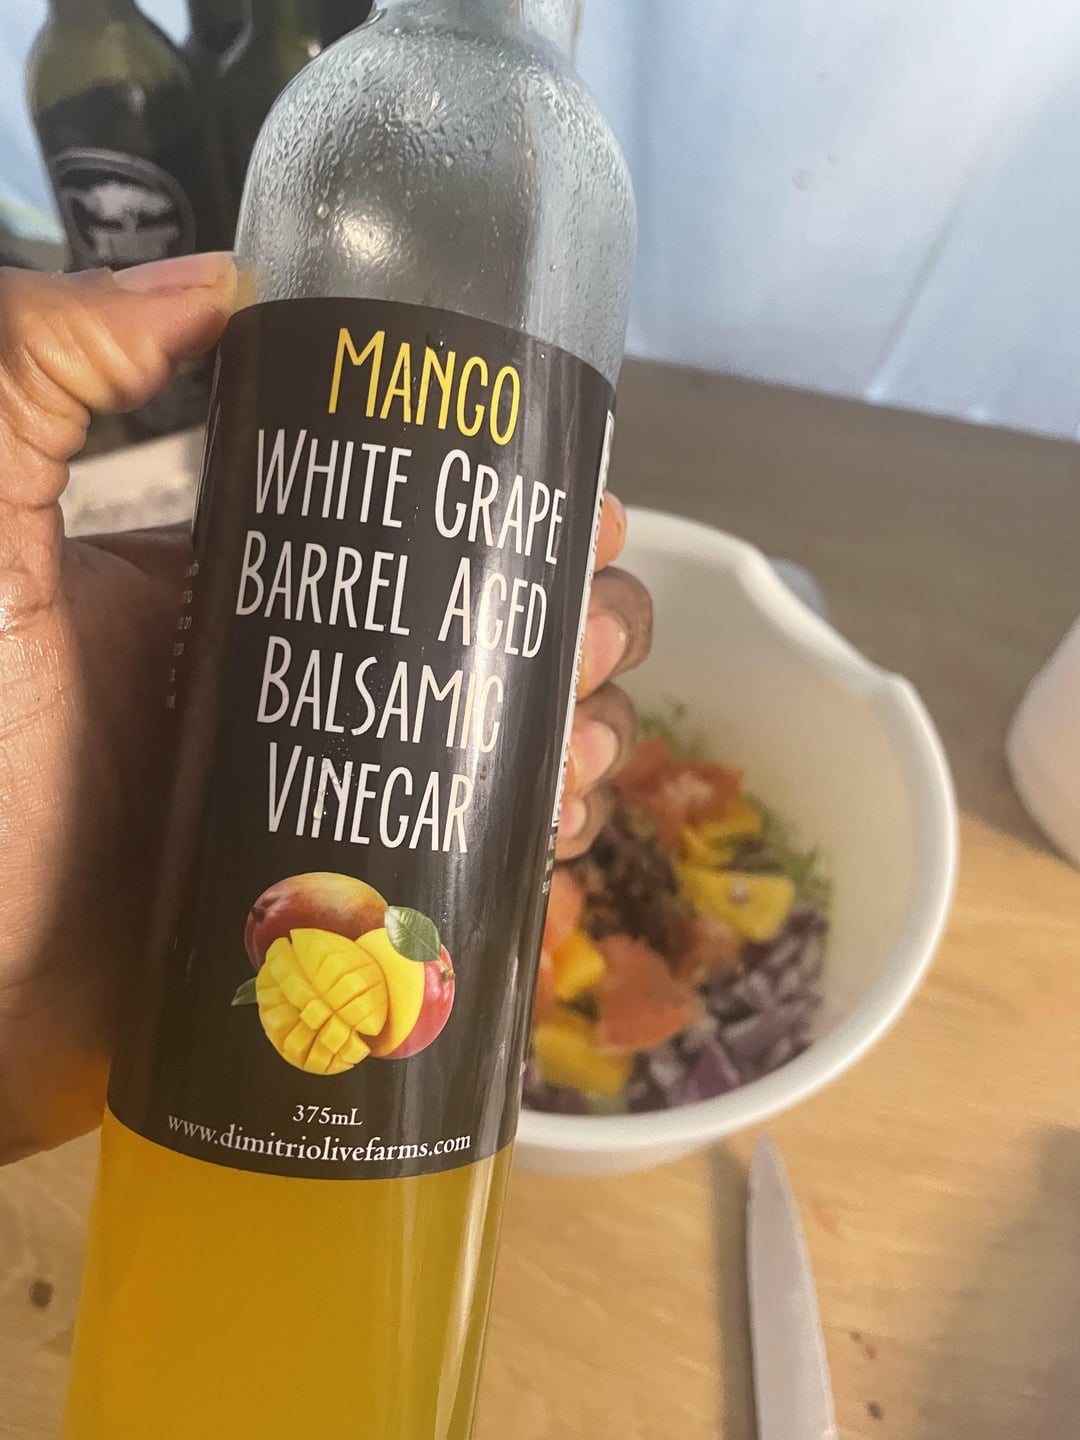 MANGO
WHITE GRAPE
BARREL AGED
BALSAMIC
VINEGAR
375mL
www.dimitriolivefarms.com